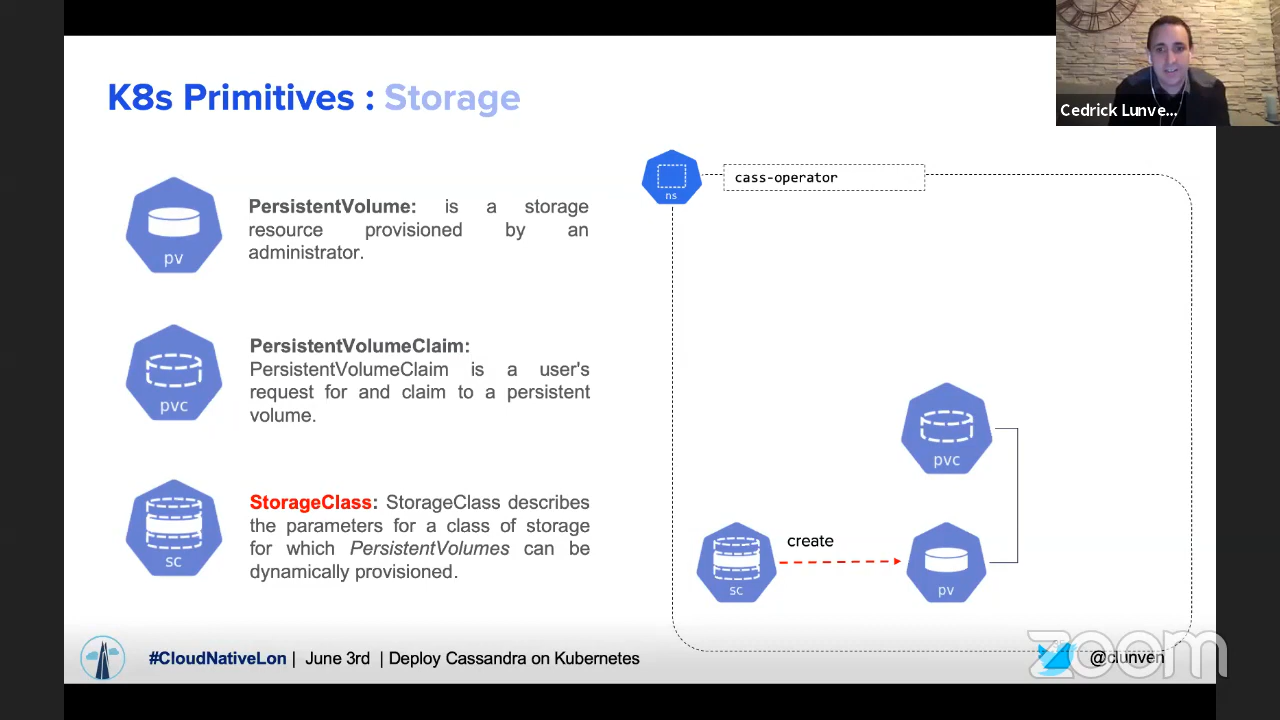 K8s Primitives : Storage
Cedrick Lunve...
pv
PersistentVolume: is a storage
resource provisioned by an
administrator.
pvc
PersistentVolumeClaim:
PersistentVolumeClaim is a user's
request for and claim to a persistent
volume.
sc
StorageClass: StorageClass describes
the parameters for a class of storage
for which PersistentVolumes can be
dynamically provisioned.
ns
cass-operator
pvc
sc
create
pv
#CloudNativeLon | June 3rd | Deploy Cassandra on Kubernetes
@clunven
zoom